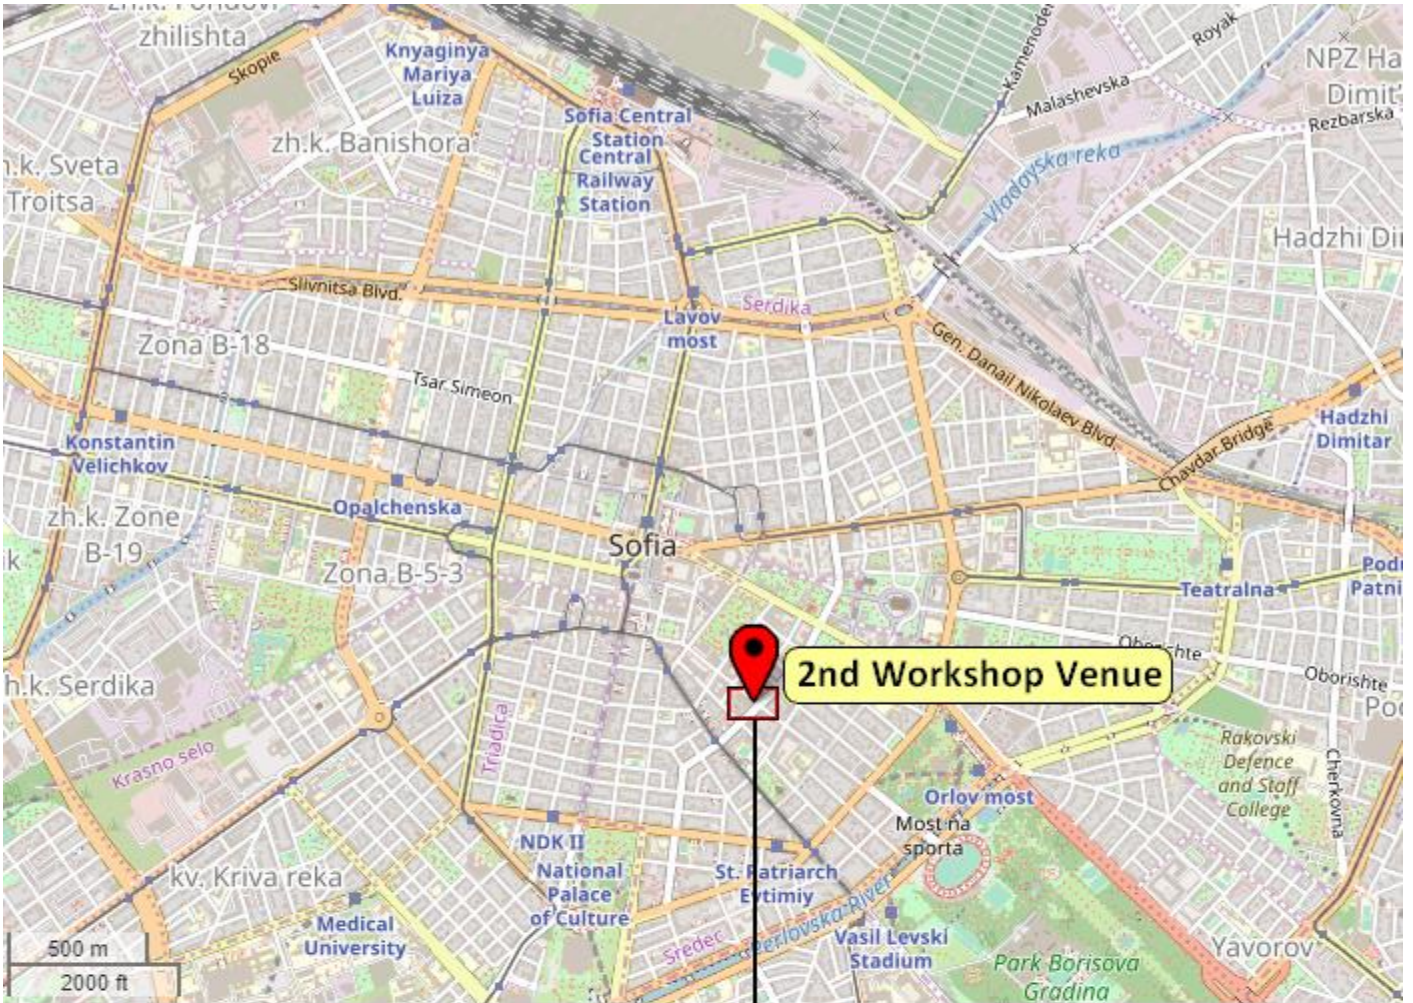 zh.k. Fondovi
zhilishta
Skopie
Knyaginya
Mariya
Luiza
Royak
Kamenodel
NPZ Ha
Dimit
Malashevska
Rezbarska
Sofia Central
Station
Central
Railway
Station
zh.k. Banishora
h.k. Sveta
Troitsa
Vladayska reka
Hadzhi Di
Slivnitsa Blvd.
Serdika
Lavov
most
Zona B-18
Gen. Danail Nikolaev Blvd.
Tsar Simeon
Hadzhi
Dimitar
Konstantin
Velichkov
Chavdar Bridge
Opalchenska
zh.k. Zone
B-19
k
Sofia
Zona B-5-3
Teatralna
Podu
Patni
Oborishte
2nd Workshop Venue
Oborishte
h.k. Serdika
Poc
Triadica
Krasno selo
Rakovski
Defence
and Staff
College
Cherkovna
Orlov most
Most na
sporta
NDK II
National
Palace
of Culture
St. Patriarch
Evtimiy
kv. Kriva reka
Medical
University
Perlovska River
Sredec
Vasil Levski
Stadium
Yavorov
Park Borisova
Gradina
500 m
2000 ft